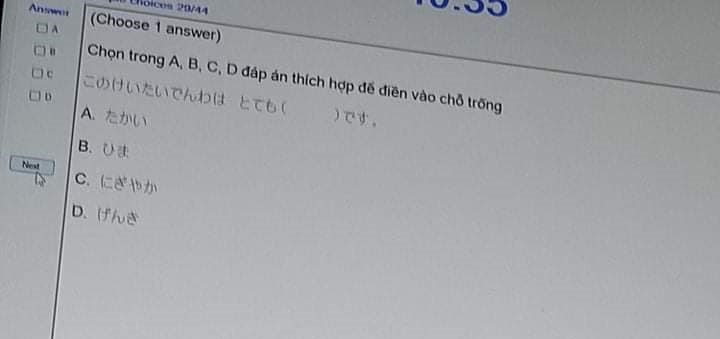 Choices 29/44
Answer
(Choose 1 answer)
A
B
C
D
Chọn trong A, B, C, D đáp án thích hợp để điền vào chỗ trống
このけいたいでんわは とても( )です。
A. たかい
B. ひま
C. にぎやか
D. げんき
Next